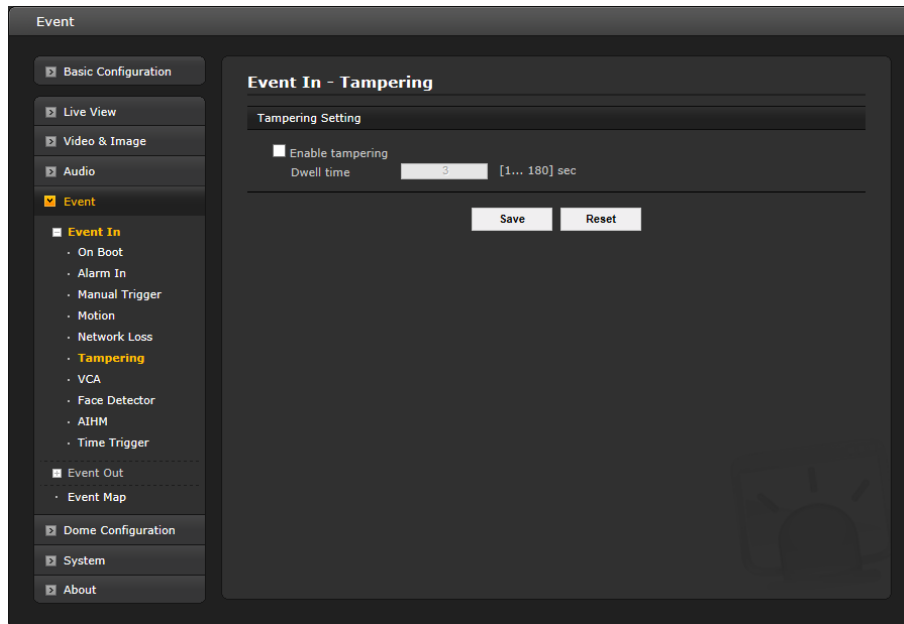 Event
Basic Configuration
Live View
Video & Image
Audio
Event
Event In
· On Boot
· Alarm In
· Manual Trigger
· Motion
· Network Loss
· Tampering
· VCA
· Face Detector
· AIHM
· Time Trigger
Event Out
· Event Map
Dome Configuration
System
About
Event In - Tampering
Tampering Setting
Enable tampering
Dwell time 3 [1... 180] sec
Save Reset